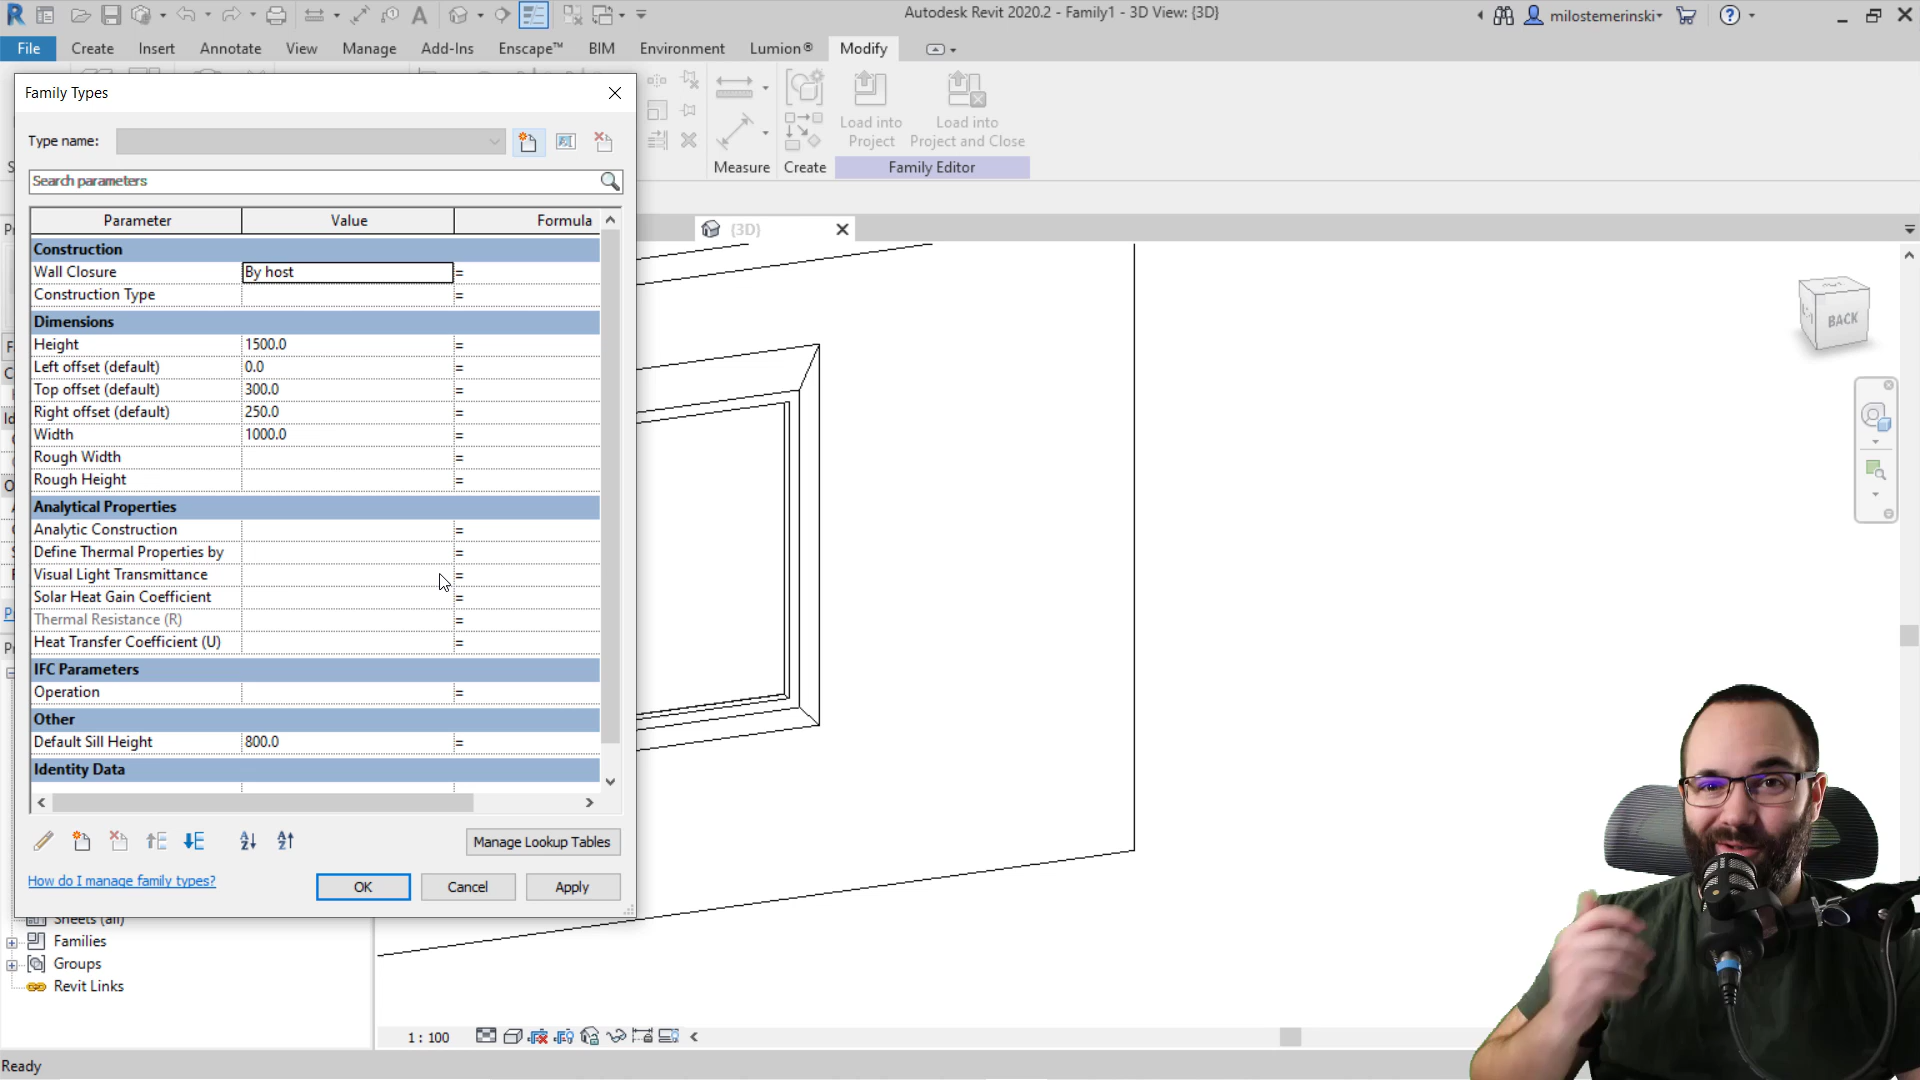 Autodesk Revit 2020.2 - Family1 - 3D View: {3D}
milostemerinski
File Create Insert Annotate View Manage Add-Ins Enscape™ BIM Environment Lumion® Modify
Family Types
Type name:
Search parameters
Parameter Value Formula
Construction
Wall Closure By host =
Construction Type =
Dimensions
Height 1500.0 =
Left offset (default) 0.0 =
Top offset (default) 300.0 =
Right offset (default) 250.0 =
Width 1000.0 =
Rough Width =
Rough Height =
Analytical Properties
Analytic Construction =
Define Thermal Properties by =
Visual Light Transmittance =
Solar Heat Gain Coefficient =
Thermal Resistance (R) =
Heat Transfer Coefficient (U) =
IFC Parameters
Operation =
Other
Default Sill Height 800.0 =
Identity Data
Manage Lookup Tables
How do I manage family types?
OK Cancel Apply
Load into Project
Load into Project and Close
Measure Create Family Editor
{3D}
BACK
Sheets (all)
Families
Groups
Revit Links
1 : 100
Ready